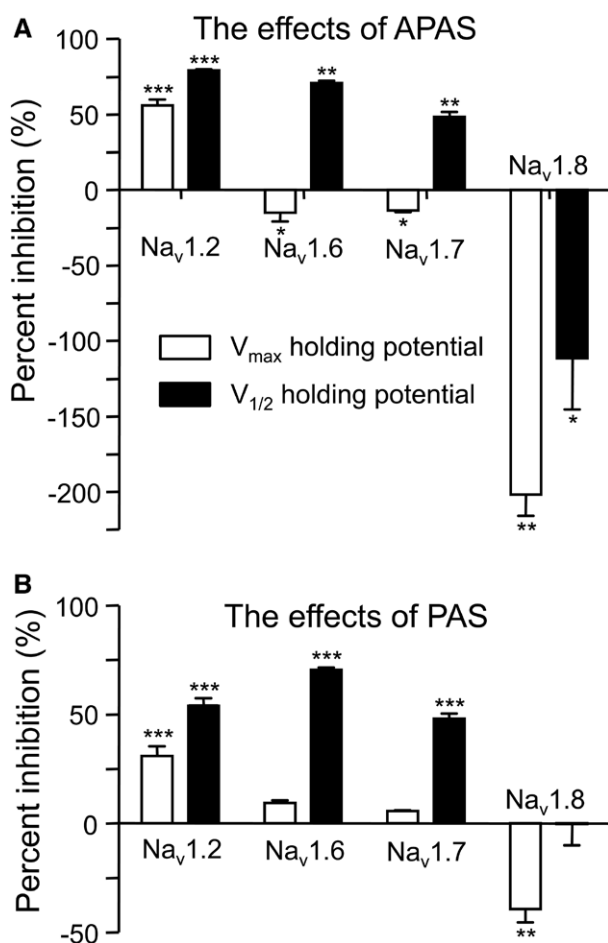 A
The effects of APAS
Percent inhibition (%)
100
50
0
-50
-100
-150
-200
***
***
*
**
*
**
**
*
Nav1.2
Nav1.6
Nav1.7
Nav1.8
Vmax holding potential
V1/2 holding potential
B
The effects of PAS
Percent inhibition (%)
100
50
0
-50
***
***
***
***
**
Nav1.2
Nav1.6
Nav1.7
Nav1.8